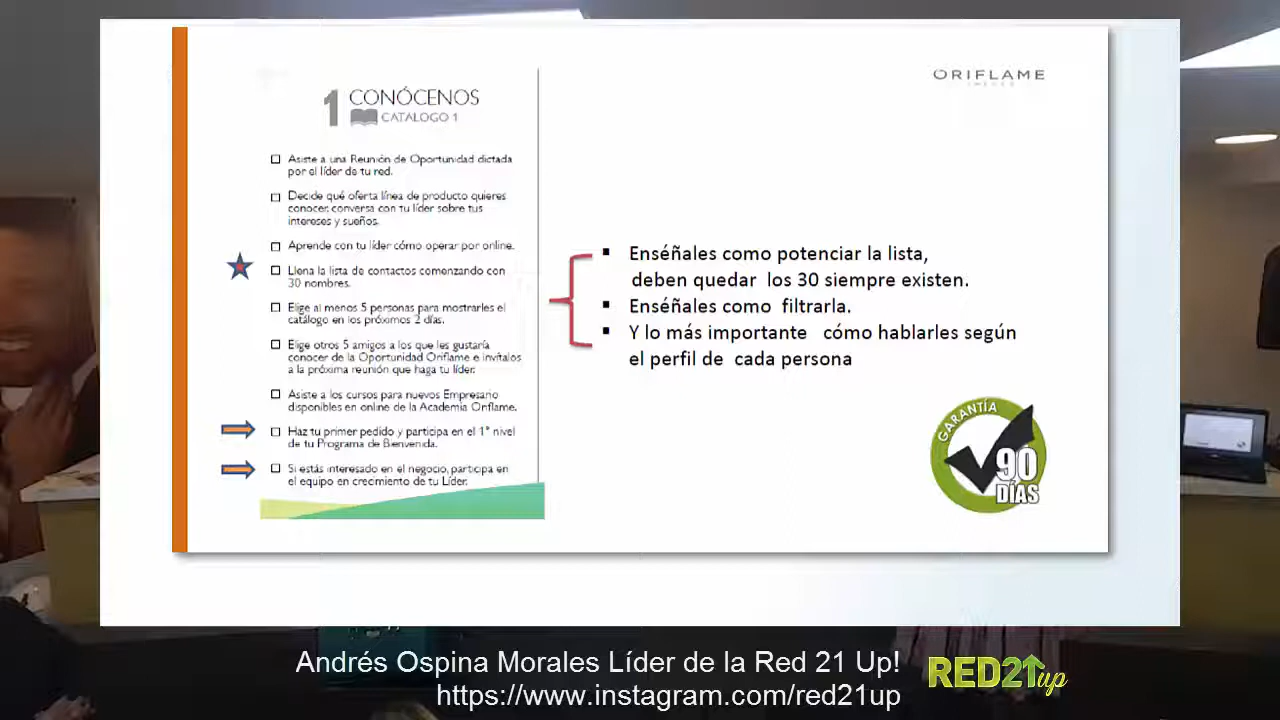 1 CONÓCENOS
CATÁLOGO 1
Asiste a una Reunión de Oportunidad dictada
por el líder de tu red.
Decide qué oferta línea de producto quieres
conocer, conversa con tu líder sobre tus
intereses y sueños.
Aprende con tu líder cómo operar por online.
Llena la lista de contactos comenzando con
30 nombres.
Elige al menos 5 personas para mostrarles el
catálogo en los próximos 2 días.
Elige otros 5 amigos a los que les gustaría
conocer de la Oportunidad Oriflame e invítalos
a la próxima reunión que haga tu líder.
Asiste a los cursos para nuevos Empresario
disponibles en online de la Academia Oriflame.
Haz tu primer pedido y participa en el 1° nivel
de tu Programa de Bienvenida.
Si estás interesado en el negocio, participa en
el equipo en crecimiento de tu Líder.
ORIFLAME
▪ Enséñales como potenciar la lista,
deben quedar los 30 siempre existen.
▪ Enséñales como filtrarla.
▪ Y lo más importante cómo hablarles según
el perfil de cada persona
GARANTÍA
90
DÍAS
Andrés Ospina Morales Líder de la Red 21 Up!
https://www.instagram.com/red21up
RED21up